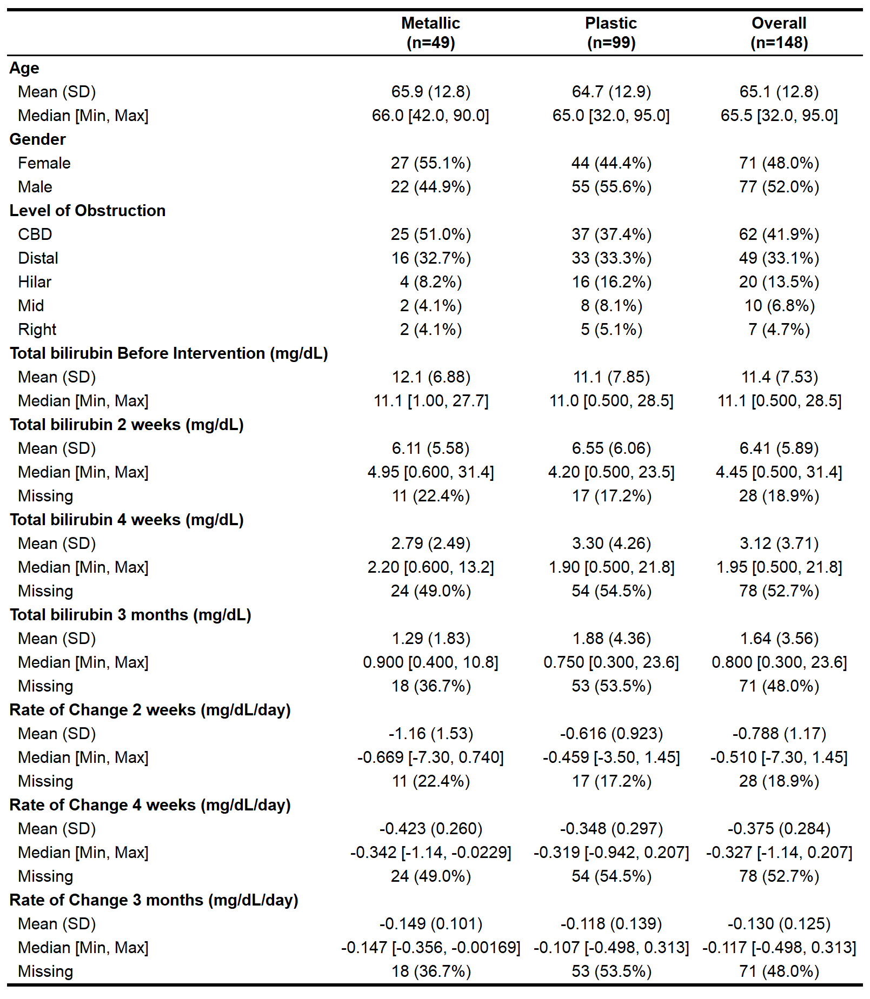 Metallic Plastic Overall
(n=49) (n=99) (n=148)
Age
Mean (SD) 65.9 (12.8) 64.7 (12.9) 65.1 (12.8)
Median [Min, Max] 66.0 [42.0, 90.0] 65.0 [32.0, 95.0] 65.5 [32.0, 95.0]
Gender
Female 27 (55.1%) 44 (44.4%) 71 (48.0%)
Male 22 (44.9%) 55 (55.6%) 77 (52.0%)
Level of Obstruction
CBD 25 (51.0%) 37 (37.4%) 62 (41.9%)
Distal 16 (32.7%) 33 (33.3%) 49 (33.1%)
Hilar 4 (8.2%) 16 (16.2%) 20 (13.5%)
Mid 2 (4.1%) 8 (8.1%) 10 (6.8%)
Right 2 (4.1%) 5 (5.1%) 7 (4.7%)
Total bilirubin Before Intervention (mg/dL)
Mean (SD) 12.1 (6.88) 11.1 (7.85) 11.4 (7.53)
Median [Min, Max] 11.1 [1.00, 27.7] 11.0 [0.500, 28.5] 11.1 [0.500, 28.5]
Total bilirubin 2 weeks (mg/dL)
Mean (SD) 6.11 (5.58) 6.55 (6.06) 6.41 (5.89)
Median [Min, Max] 4.95 [0.600, 31.4] 4.20 [0.500, 23.5] 4.45 [0.500, 31.4]
Missing 11 (22.4%) 17 (17.2%) 28 (18.9%)
Total bilirubin 4 weeks (mg/dL)
Mean (SD) 2.79 (2.49) 3.30 (4.26) 3.12 (3.71)
Median [Min, Max] 2.20 [0.600, 13.2] 1.90 [0.500, 21.8] 1.95 [0.500, 21.8]
Missing 24 (49.0%) 54 (54.5%) 78 (52.7%)
Total bilirubin 3 months (mg/dL)
Mean (SD) 1.29 (1.83) 1.88 (4.36) 1.64 (3.56)
Median [Min, Max] 0.900 [0.400, 10.8] 0.750 [0.300, 23.6] 0.800 [0.300, 23.6]
Missing 18 (36.7%) 53 (53.5%) 71 (48.0%)
Rate of Change 2 weeks (mg/dL/day)
Mean (SD) -1.16 (1.53) -0.616 (0.923) -0.788 (1.17)
Median [Min, Max] -0.669 [-7.30, 0.740] -0.459 [-3.50, 1.45] -0.510 [-7.30, 1.45]
Missing 11 (22.4%) 17 (17.2%) 28 (18.9%)
Rate of Change 4 weeks (mg/dL/day)
Mean (SD) -0.423 (0.260) -0.348 (0.297) -0.375 (0.284)
Median [Min, Max] -0.342 [-1.14, -0.0229] -0.319 [-0.942, 0.207] -0.327 [-1.14, 0.207]
Missing 24 (49.0%) 54 (54.5%) 78 (52.7%)
Rate of Change 3 months (mg/dL/day)
Mean (SD) -0.149 (0.101) -0.118 (0.139) -0.130 (0.125)
Median [Min, Max] -0.147 [-0.356, -0.00169] -0.107 [-0.498, 0.313] -0.117 [-0.498, 0.313]
Missing 18 (36.7%) 53 (53.5%) 71 (48.0%)